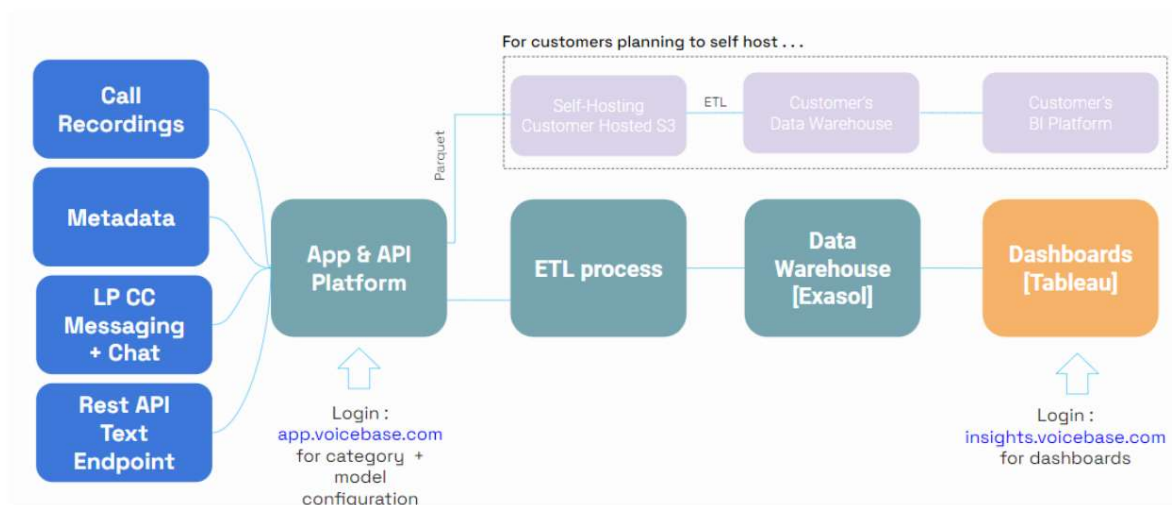 For customers planning to self host . . .
Call
Recordings
Metadata
LP CC
Messaging
+ Chat
Rest API
Text
Endpoint
App & API
Platform
Parquet
Self-Hosting
Customer Hosted S3
ETL
Customer's
Data Warehouse
Customer's
BI Platform
ETL process
Data
Warehouse
[Exasol]
Dashboards
[Tableau]
Login :
app.voicebase.com
for category +
model
configuration
Login :
insights.voicebase.com
for dashboards